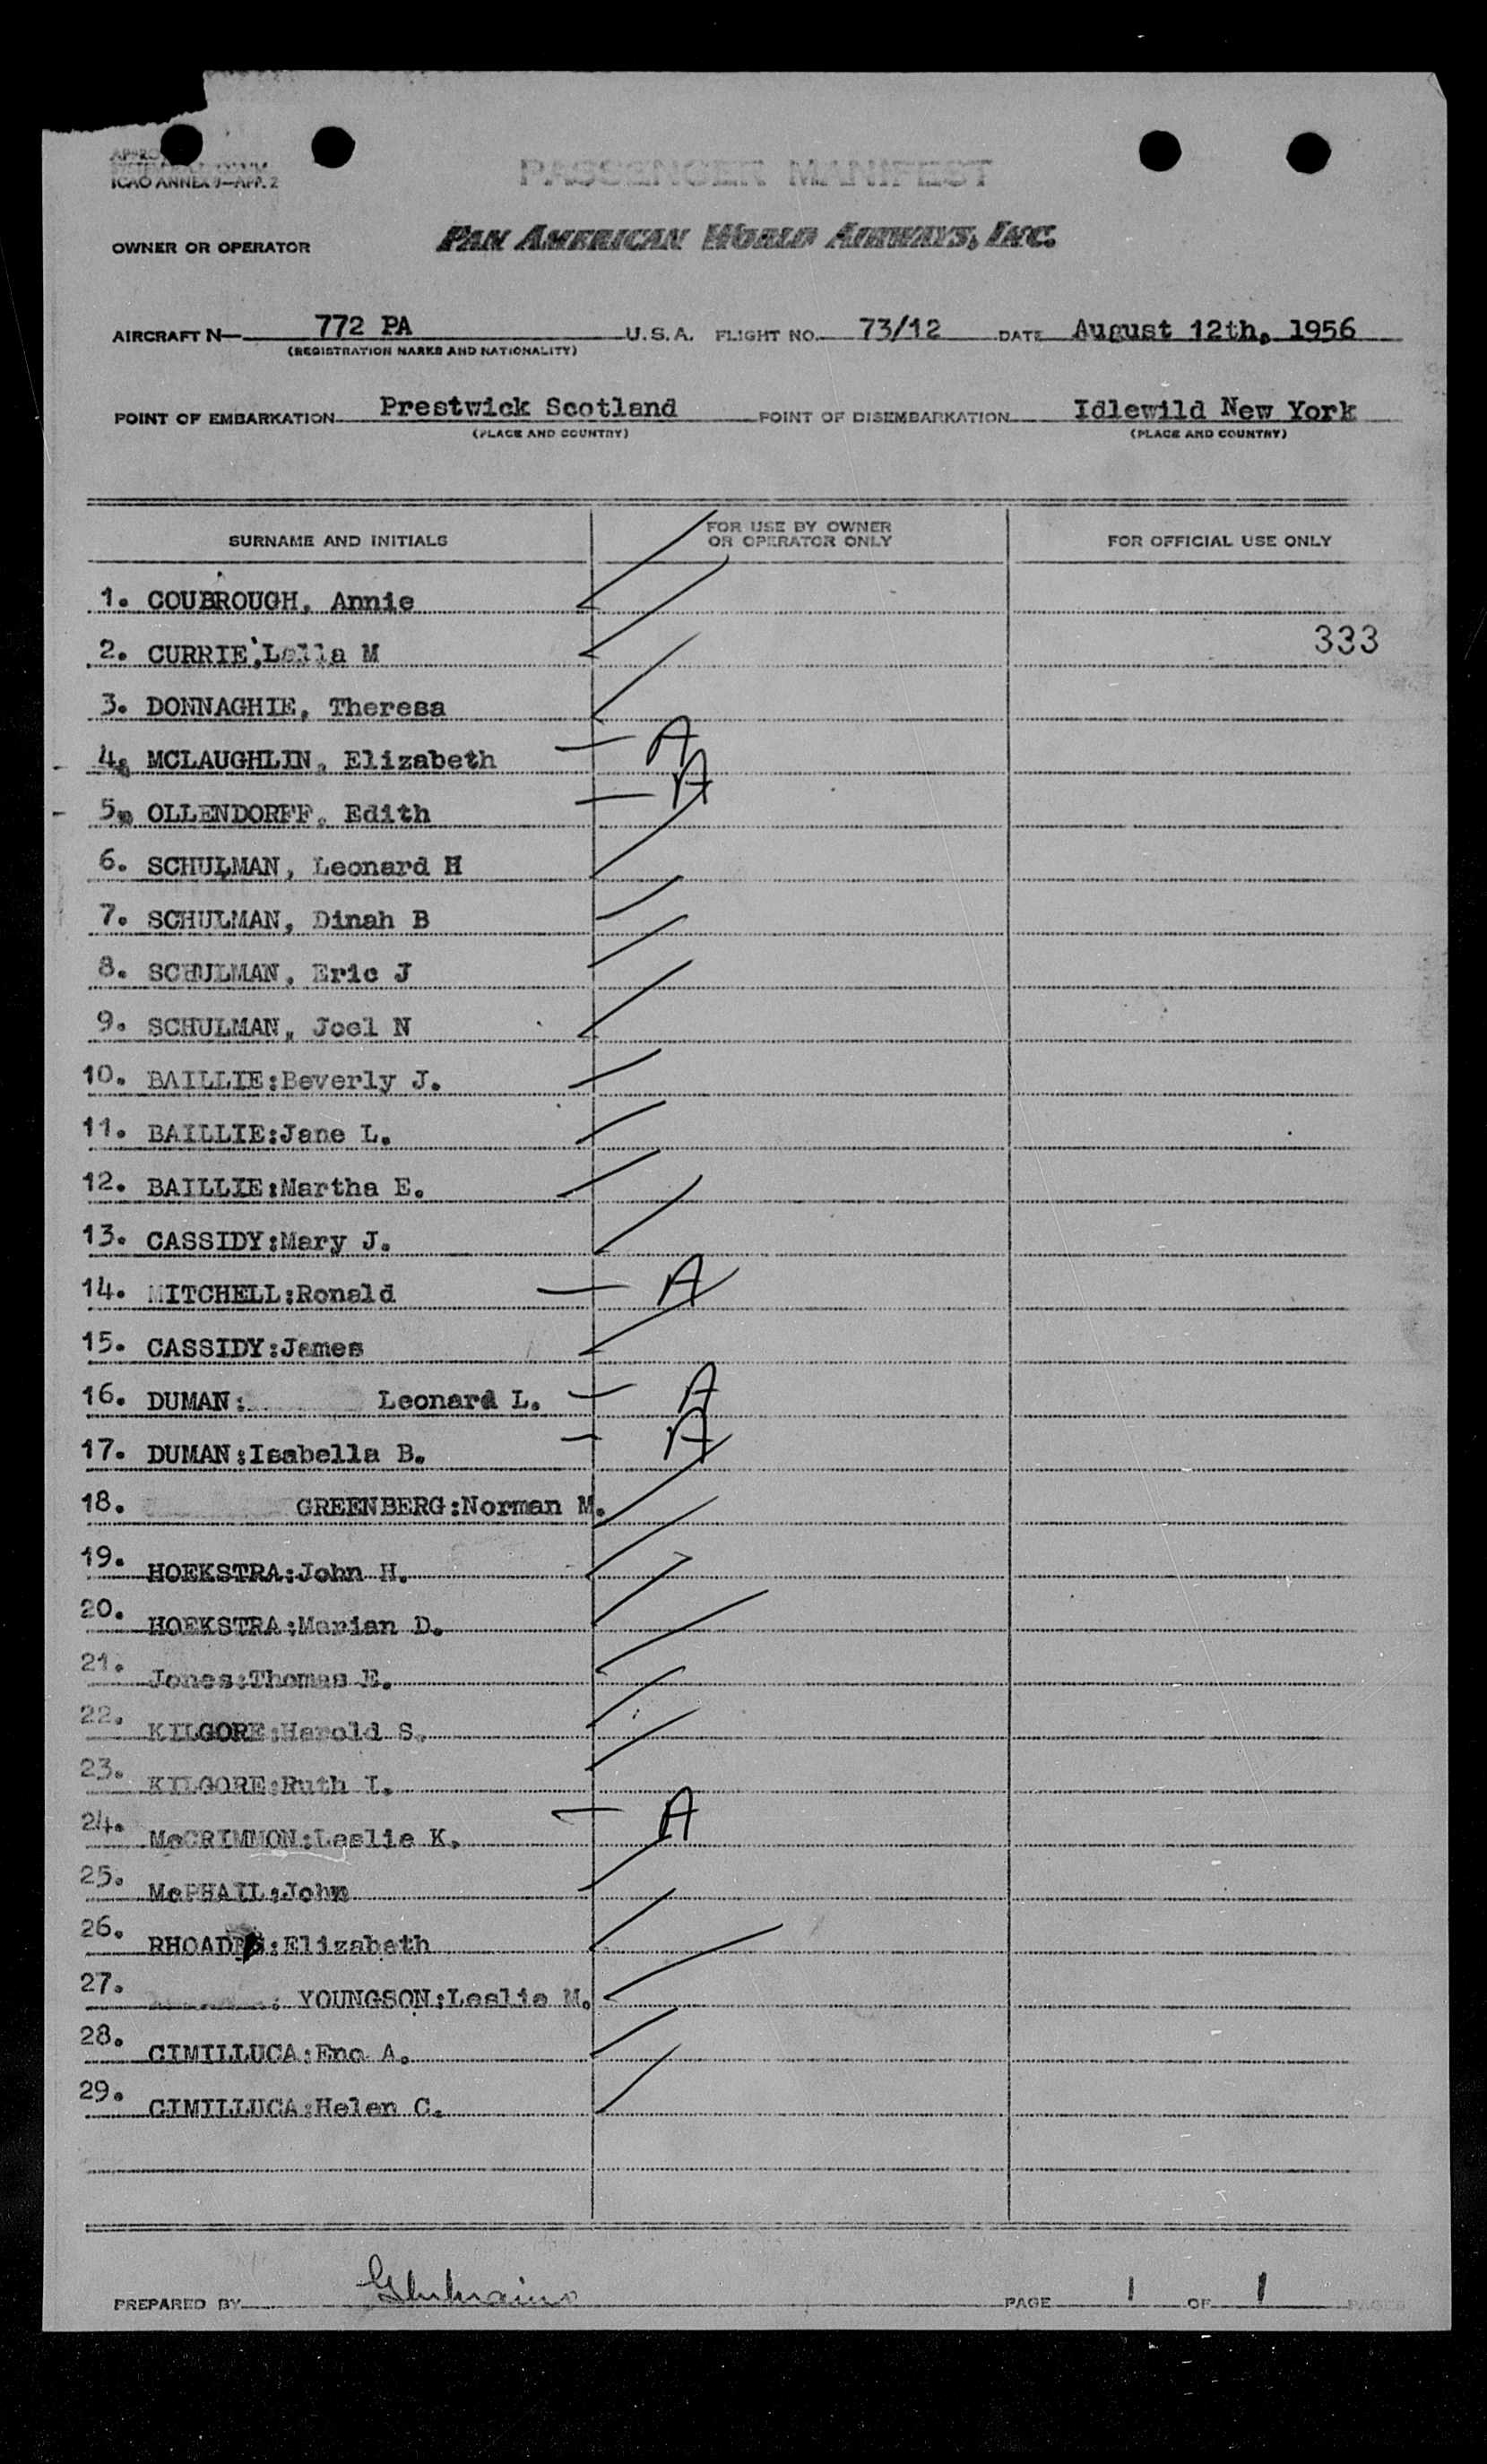 ICAO ANNEX 9—APP. 2
PASSENGER MANIFEST
OWNER OR OPERATOR PAN AMERICAN WORLD AIRWAYS, INC.
AIRCRAFT N— 772 PA U.S.A. FLIGHT NO. 73/12 DATE August 12th, 1956
(REGISTRATION MARKS AND NATIONALITY)
POINT OF EMBARKATION Prestwick Scotland POINT OF DISEMBARKATION Idlewild New York
(PLACE AND COUNTRY) (PLACE AND COUNTRY)
SURNAME AND INITIALS FOR USE BY OWNER OR OPERATOR ONLY FOR OFFICIAL USE ONLY
1. COUBROUGH, Annie
2. CURRIE, Lella M 333
3. DONNAGHIE, Theresa
4. MCLAUGHLIN, Elizabeth — A
5. OLLENDORFF, Edith — A
6. SCHULMAN, Leonard H
7. SCHULMAN, Dinah B
8. SCHULMAN, Eric J
9. SCHULMAN, Joel N
10. BAILLIE:Beverly J.
11. BAILLIE:Jane L.
12. BAILLIE:Martha E.
13. CASSIDY:Mary J.
14. MITCHELL:Ronald — A
15. CASSIDY:James
16. DUMAN: Leonard L. — A
17. DUMAN:Isabella B. — A
18. GREENBERG:Norman M.
19. HOEKSTRA:John H.
20. HOEKSTRA:Marian D.
21. Jones:Thomas E.
22. KILGORE:Harold S.
23. KILGORE:Ruth I.
24. McCRIMMON:Leslie K. — A
25. McPHAIL:John
26. RHOADES:Elizabeth
27. YOUNGSON:Leslie M.
28. CIMILLUCA:Eno A.
29. CIMILLUCA:Helen C.
PREPARED BY PAGE 1 OF 1 PAGES